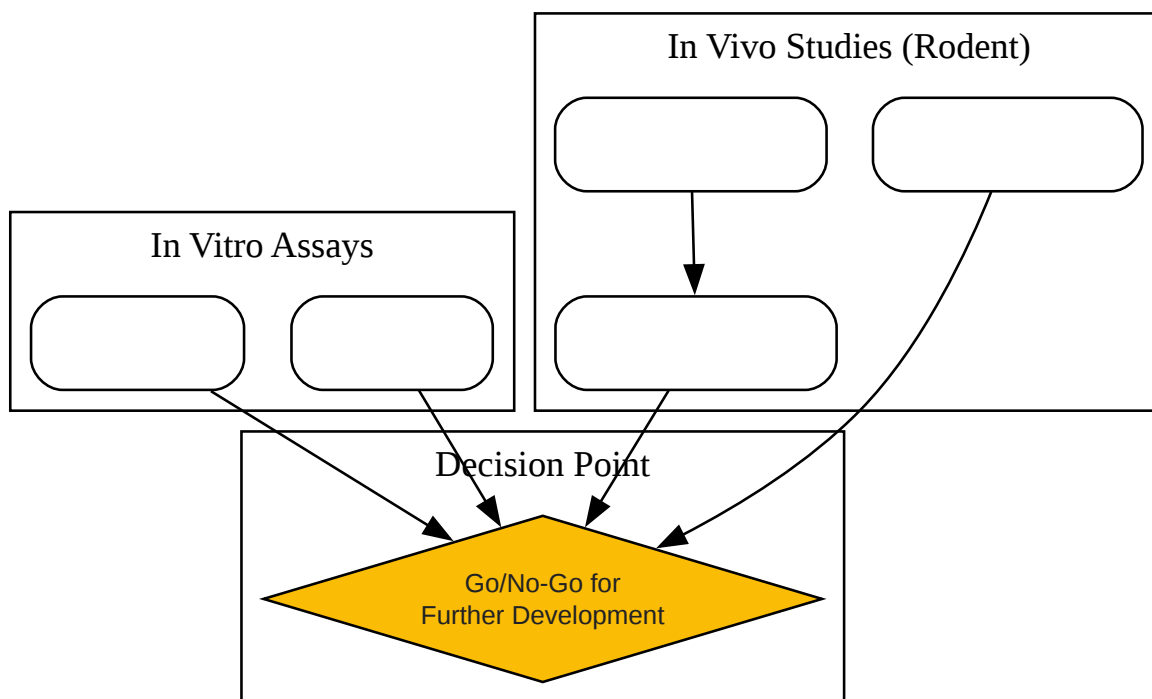 In Vivo Studies (Rodent)
In Vitro Assays
Decision Point
Go/No-Go for
Further Development